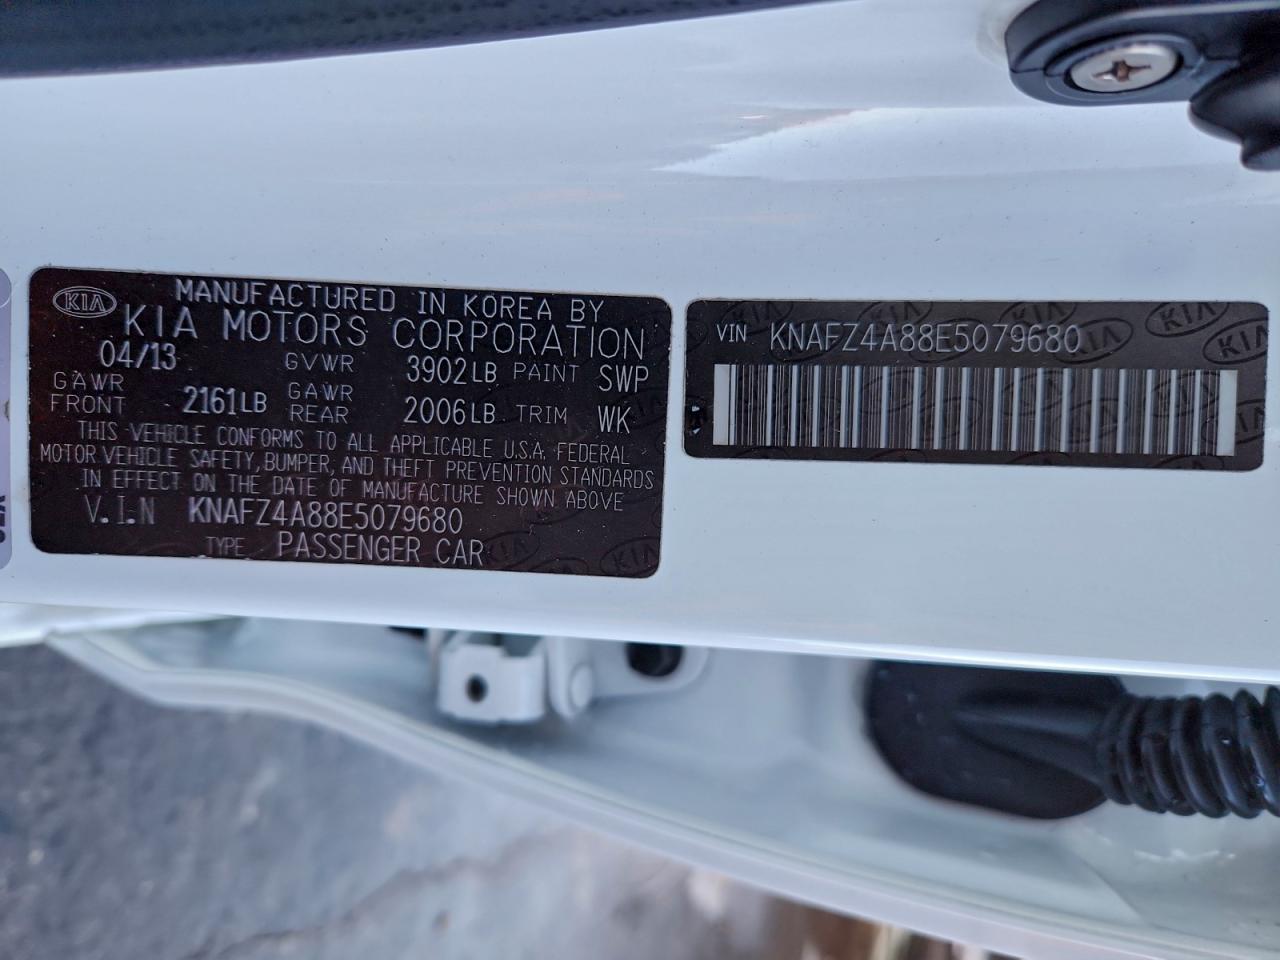 KIA
MANUFACTURED IN KOREA BY
KIA MOTORS CORPORATION
04/13 GVWR 3902LB PAINT SWP
GAWR FRONT 2161LB GAWR REAR 2006LB TRIM WK
THIS VEHICLE CONFORMS TO ALL APPLICABLE U.S.A. FEDERAL
MOTOR VEHICLE SAFETY, BUMPER, AND THEFT PREVENTION STANDARDS
IN EFFECT ON THE DATE OF MANUFACTURE SHOWN ABOVE
V.I.N KNAFZ4A88E5079680
TYPE PASSENGER CAR
VIN KNAFZ4A88E5079680